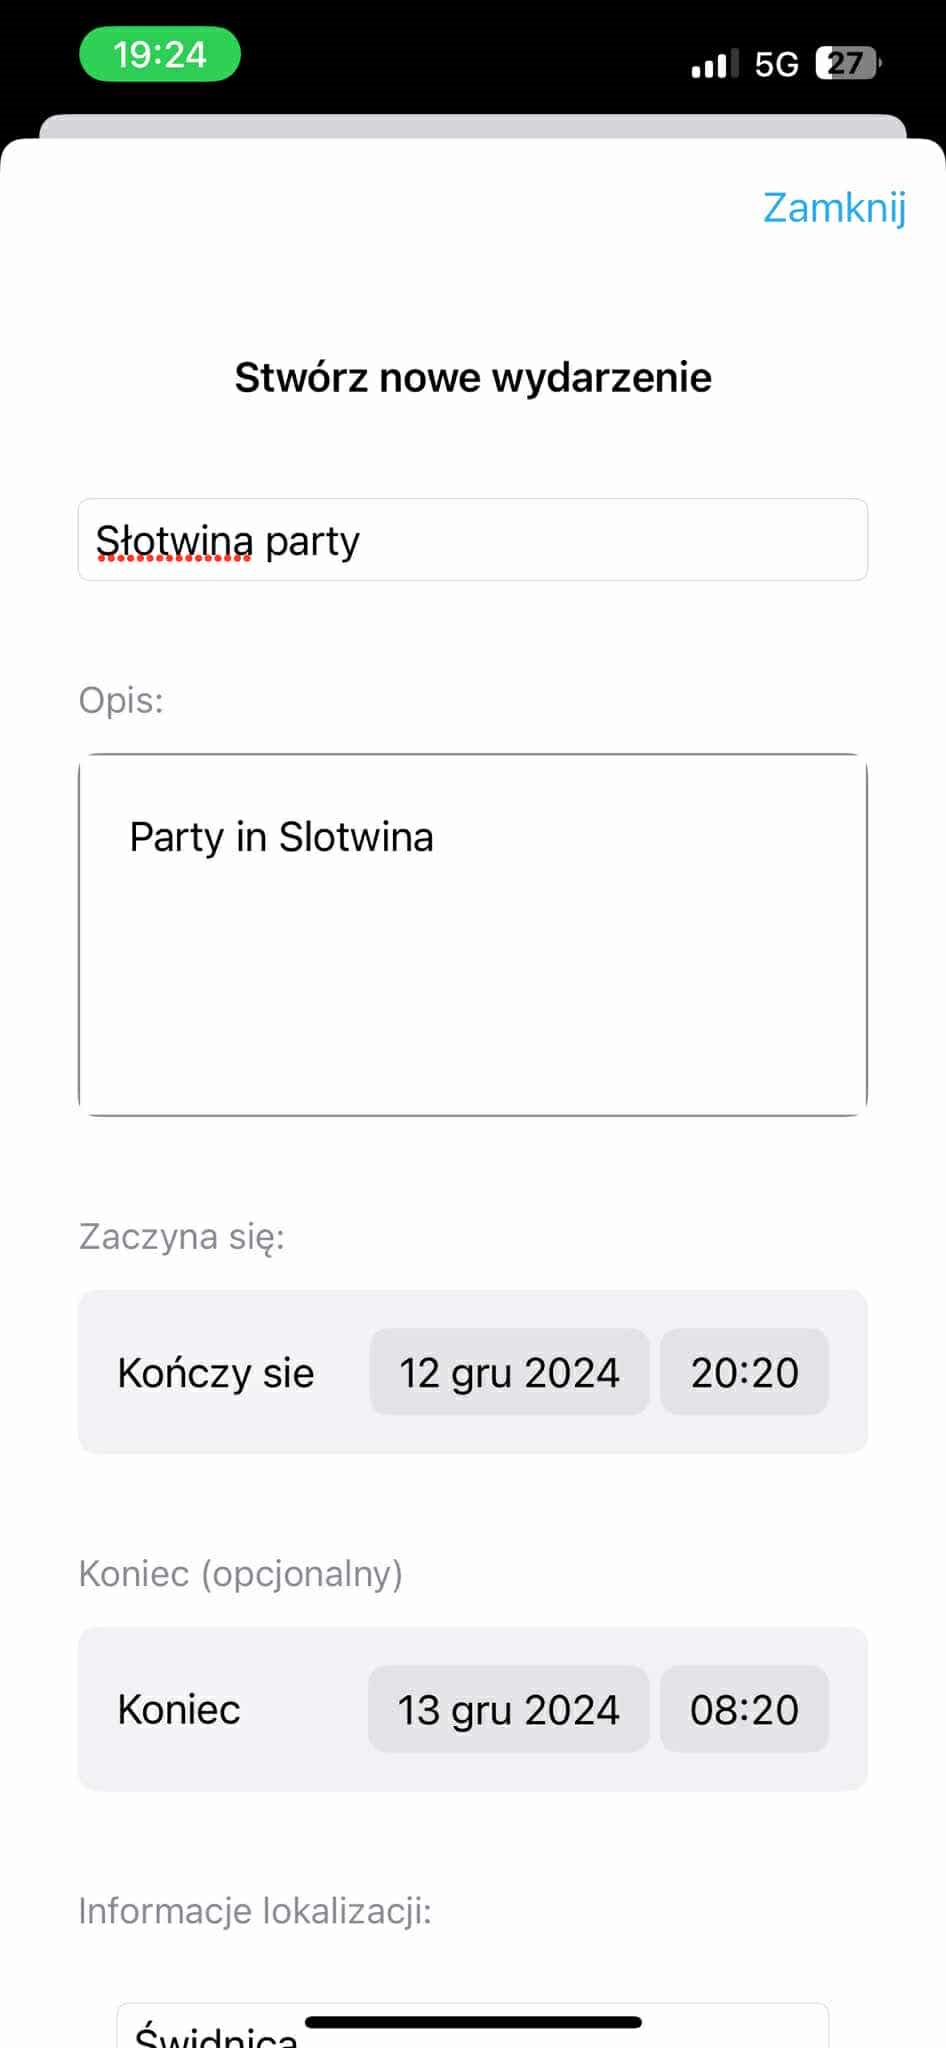 19:24
5G 27
Zamknij
Stwórz nowe wydarzenie
Słotwina party
Opis:
Party in Slotwina
Zaczyna się:
Kończy sie 12 gru 2024 20:20
Koniec (opcjonalny)
Koniec 13 gru 2024 08:20
Informacje lokalizacji:
Świdnica